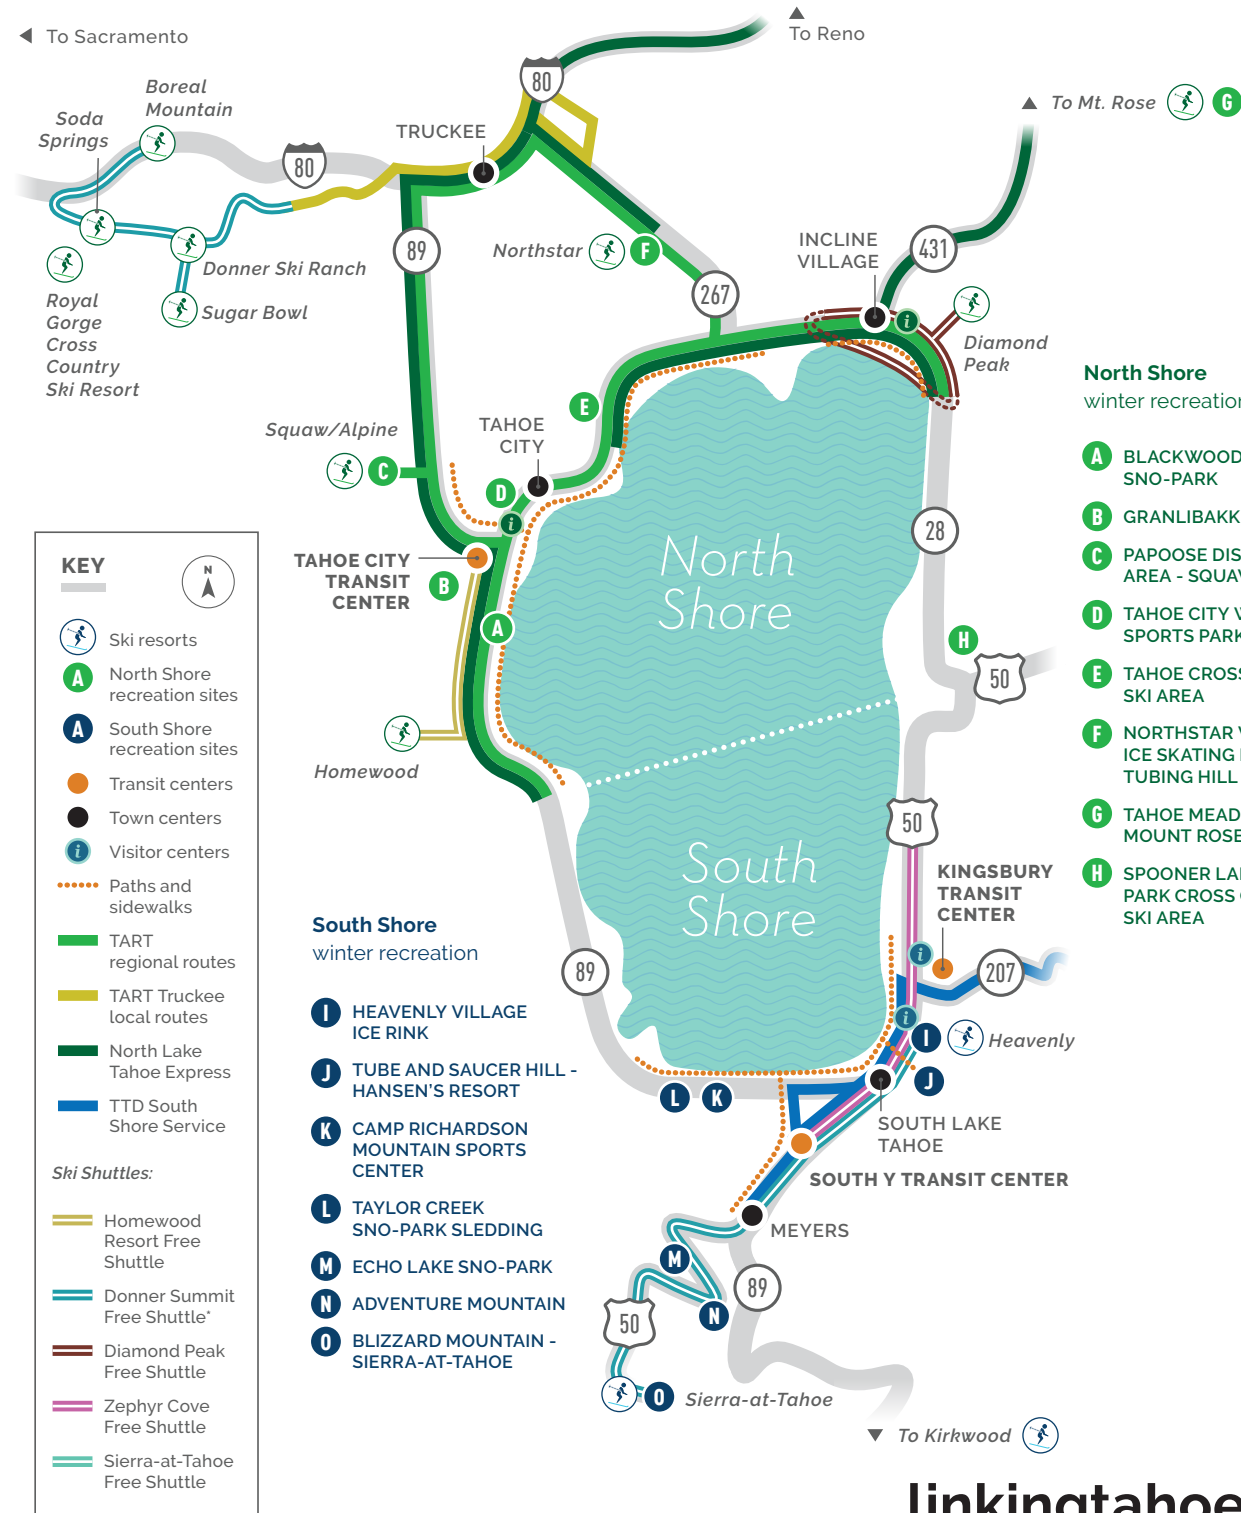 To Sacramento
To Reno
Boreal
Mountain
Soda
Springs
80
TRUCKEE
80
To Mt. Rose
G
89
Northstar
F
INCLINE
VILLAGE
431
267
Donner Ski Ranch
Sugar Bowl
Royal
Gorge
Cross
Country
Ski Resort
i
Diamond
Peak
Squaw/Alpine
C
E
TAHOE
CITY
D
i
TAHOE CITY
TRANSIT
CENTER
B
A
Homewood
North
Shore
28
H
50
South
Shore
50
KINGSBURY
TRANSIT
CENTER
i
207
i
I
Heavenly
J
89
L
K
SOUTH LAKE
TAHOE
SOUTH Y TRANSIT CENTER
MEYERS
M
N
89
50
O
Sierra-at-Tahoe
To Kirkwood
North Shore
winter recreation
A
BLACKWOOD
SNO-PARK
B
GRANLIBAKK
C
PAPOOSE DIS
AREA - SQUA
D
TAHOE CITY
SPORTS PARK
E
TAHOE CROSS
SKI AREA
F
NORTHSTAR
ICE SKATING
TUBING HILL
G
TAHOE MEAD
MOUNT ROSE
H
SPOONER LA
PARK CROSS
SKI AREA
South Shore
winter recreation
I
HEAVENLY VILLAGE
ICE RINK
J
TUBE AND SAUCER HILL -
HANSEN'S RESORT
K
CAMP RICHARDSON
MOUNTAIN SPORTS
CENTER
L
TAYLOR CREEK
SNO-PARK SLEDDING
M
ECHO LAKE SNO-PARK
N
ADVENTURE MOUNTAIN
O
BLIZZARD MOUNTAIN -
SIERRA-AT-TAHOE
KEY
N
Ski resorts
A
North Shore
recreation sites
A
South Shore
recreation sites
Transit centers
Town centers
i
Visitor centers
Paths and
sidewalks
TART
regional routes
TART Truckee
local routes
North Lake
Tahoe Express
TTD South
Shore Service
Ski Shuttles:
Homewood
Resort Free
Shuttle
Donner Summit
Free Shuttle*
Diamond Peak
Free Shuttle
Zephyr Cove
Free Shuttle
Sierra-at-Tahoe
Free Shuttle
linkingtahoe